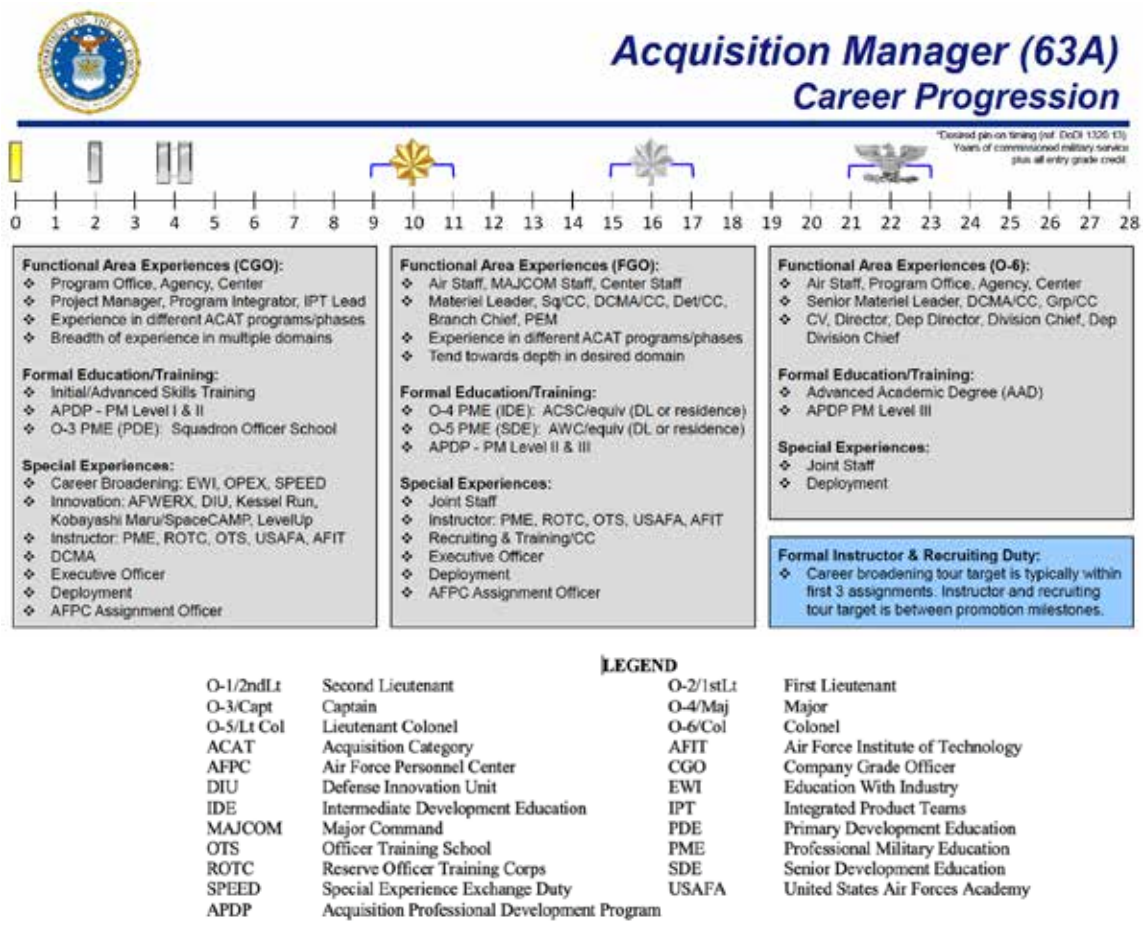 DEPARTMENT OF THE AIR FORCE
Acquisition Manager (63A)
Career Progression
*Desired pin-on timing (ref. DoDI 1320.13)
Years of commissioned military service
plus all entry grade credit
0 1 2 3 4 5 6 7 8 9 10 11 12 13 14 15 16 17 18 19 20 21 22 23 24 25 26 27 28
Functional Area Experiences (CGO):
❖ Program Office, Agency, Center
❖ Project Manager, Program Integrator, IPT Lead
❖ Experience in different ACAT programs/phases
❖ Breadth of experience in multiple domains
Formal Education/Training:
❖ Initial/Advanced Skills Training
❖ APDP - PM Level I & II
❖ O-3 PME (PDE): Squadron Officer School
Special Experiences:
❖ Career Broadening: EWI, OPEX, SPEED
❖ Innovation: AFWERX, DIU, Kessel Run,
Kobayashi Maru/SpaceCAMP, LevelUp
❖ Instructor: PME, ROTC, OTS, USAFA, AFIT
❖ DCMA
❖ Executive Officer
❖ Deployment
❖ AFPC Assignment Officer
Functional Area Experiences (FGO):
❖ Air Staff, MAJCOM Staff, Center Staff
❖ Materiel Leader, Sq/CC, DCMA/CC, Det/CC,
Branch Chief, PEM
❖ Experience in different ACAT programs/phases
❖ Tend towards depth in desired domain
Formal Education/Training:
❖ O-4 PME (IDE): ACSC/equiv (DL or residence)
❖ O-5 PME (SDE): AWC/equiv (DL or residence)
❖ APDP - PM Level II & III
Special Experiences:
❖ Joint Staff
❖ Instructor: PME, ROTC, OTS, USAFA, AFIT
❖ Recruiting & Training/CC
❖ Executive Officer
❖ Deployment
❖ AFPC Assignment Officer
Functional Area Experiences (O-6):
❖ Air Staff, Program Office, Agency, Center
❖ Senior Materiel Leader, DCMA/CC, Grp/CC
❖ CV, Director, Dep Director, Division Chief, Dep
Division Chief
Formal Education/Training:
❖ Advanced Academic Degree (AAD)
❖ APDP PM Level III
Special Experiences:
❖ Joint Staff
❖ Deployment
Formal Instructor & Recruiting Duty:
❖ Career broadening tour target is typically within
first 3 assignments. Instructor and recruiting
tour target is between promotion milestones.
LEGEND
O-1/2ndLt Second Lieutenant O-2/1stLt First Lieutenant
O-3/Capt Captain O-4/Maj Major
O-5/Lt Col Lieutenant Colonel O-6/Col Colonel
ACAT Acquisition Category AFIT Air Force Institute of Technology
AFPC Air Force Personnel Center CGO Company Grade Officer
DIU Defense Innovation Unit EWI Education With Industry
IDE Intermediate Development Education IPT Integrated Product Teams
MAJCOM Major Command PDE Primary Development Education
OTS Officer Training School PME Professional Military Education
ROTC Reserve Officer Training Corps SDE Senior Development Education
SPEED Special Experience Exchange Duty USAFA United States Air Forces Academy
APDP Acquisition Professional Development Program